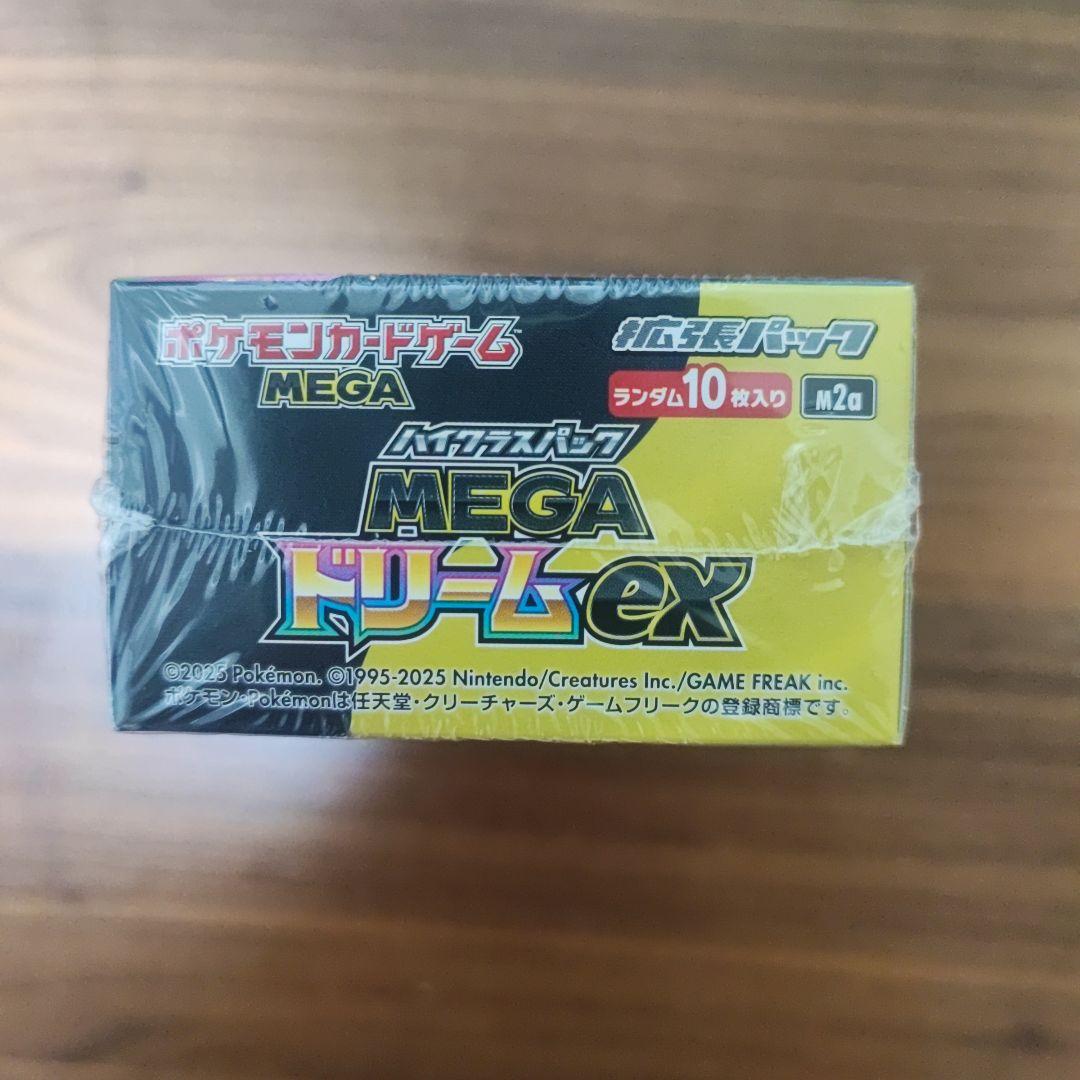 ポケモンカードゲーム™
MEGA
拡張パック
ランダム10枚入り
M2a
ハイクラスパック
MEGA
ドリームex
©2025 Pokémon. ©1995-2025 Nintendo/Creatures Inc./GAME FREAK inc.
ポケモン・Pokémonは任天堂・クリーチャーズ・ゲームフリークの登録商標です。